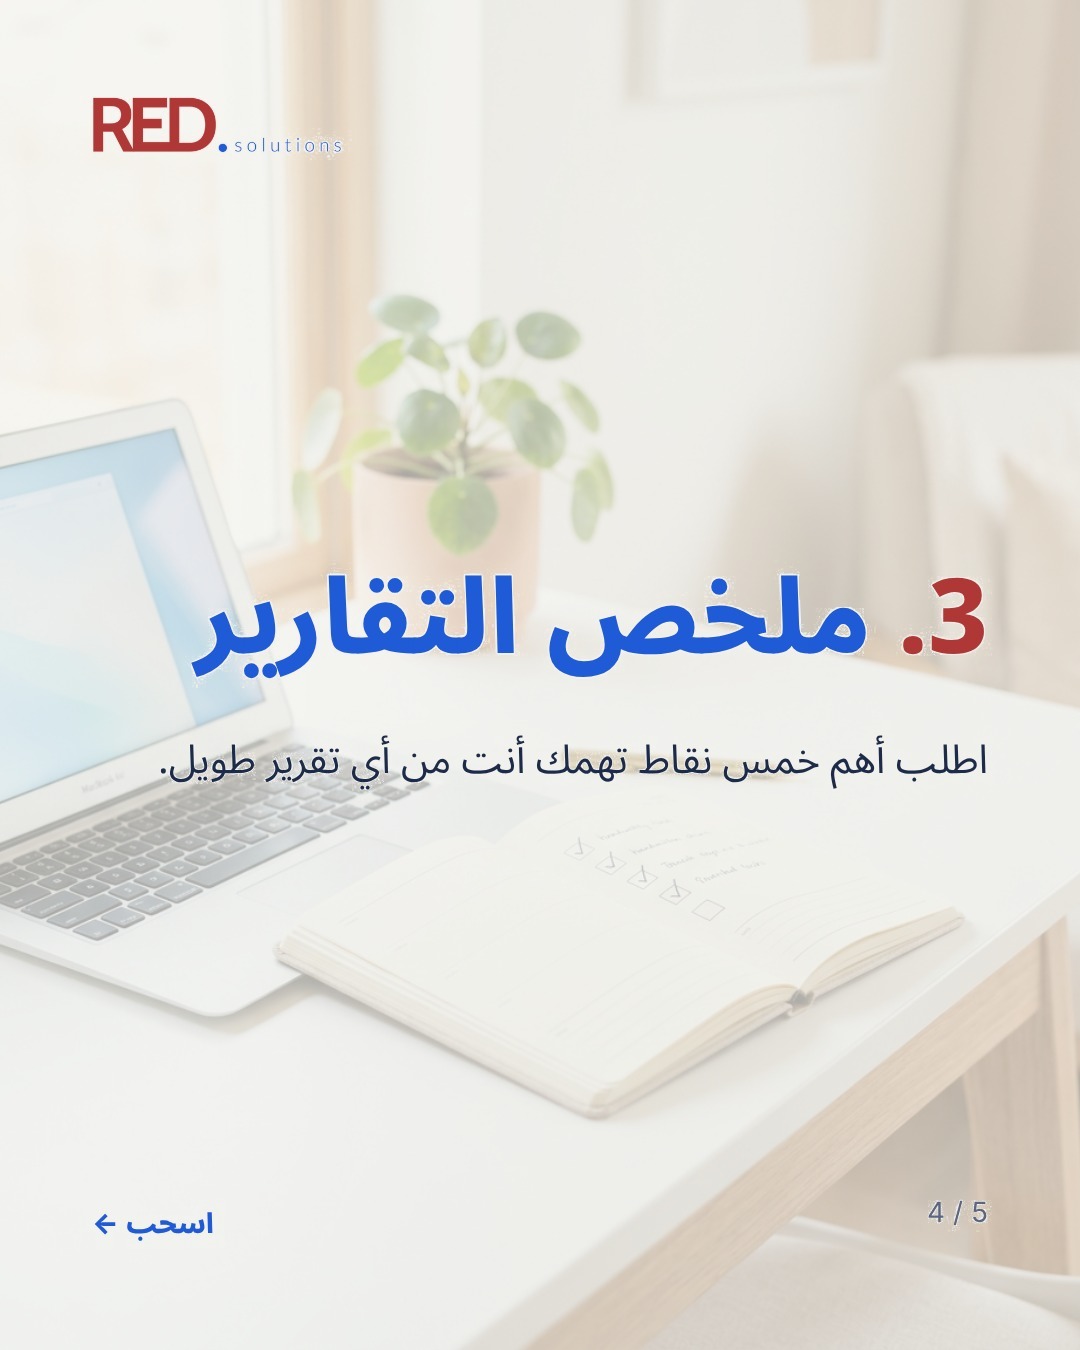 RED.solutions
3. ملخص التقارير
اطلب أهم خمس نقاط تهمك أنت من أي تقرير طويل.
4 / 5
اسحب ←